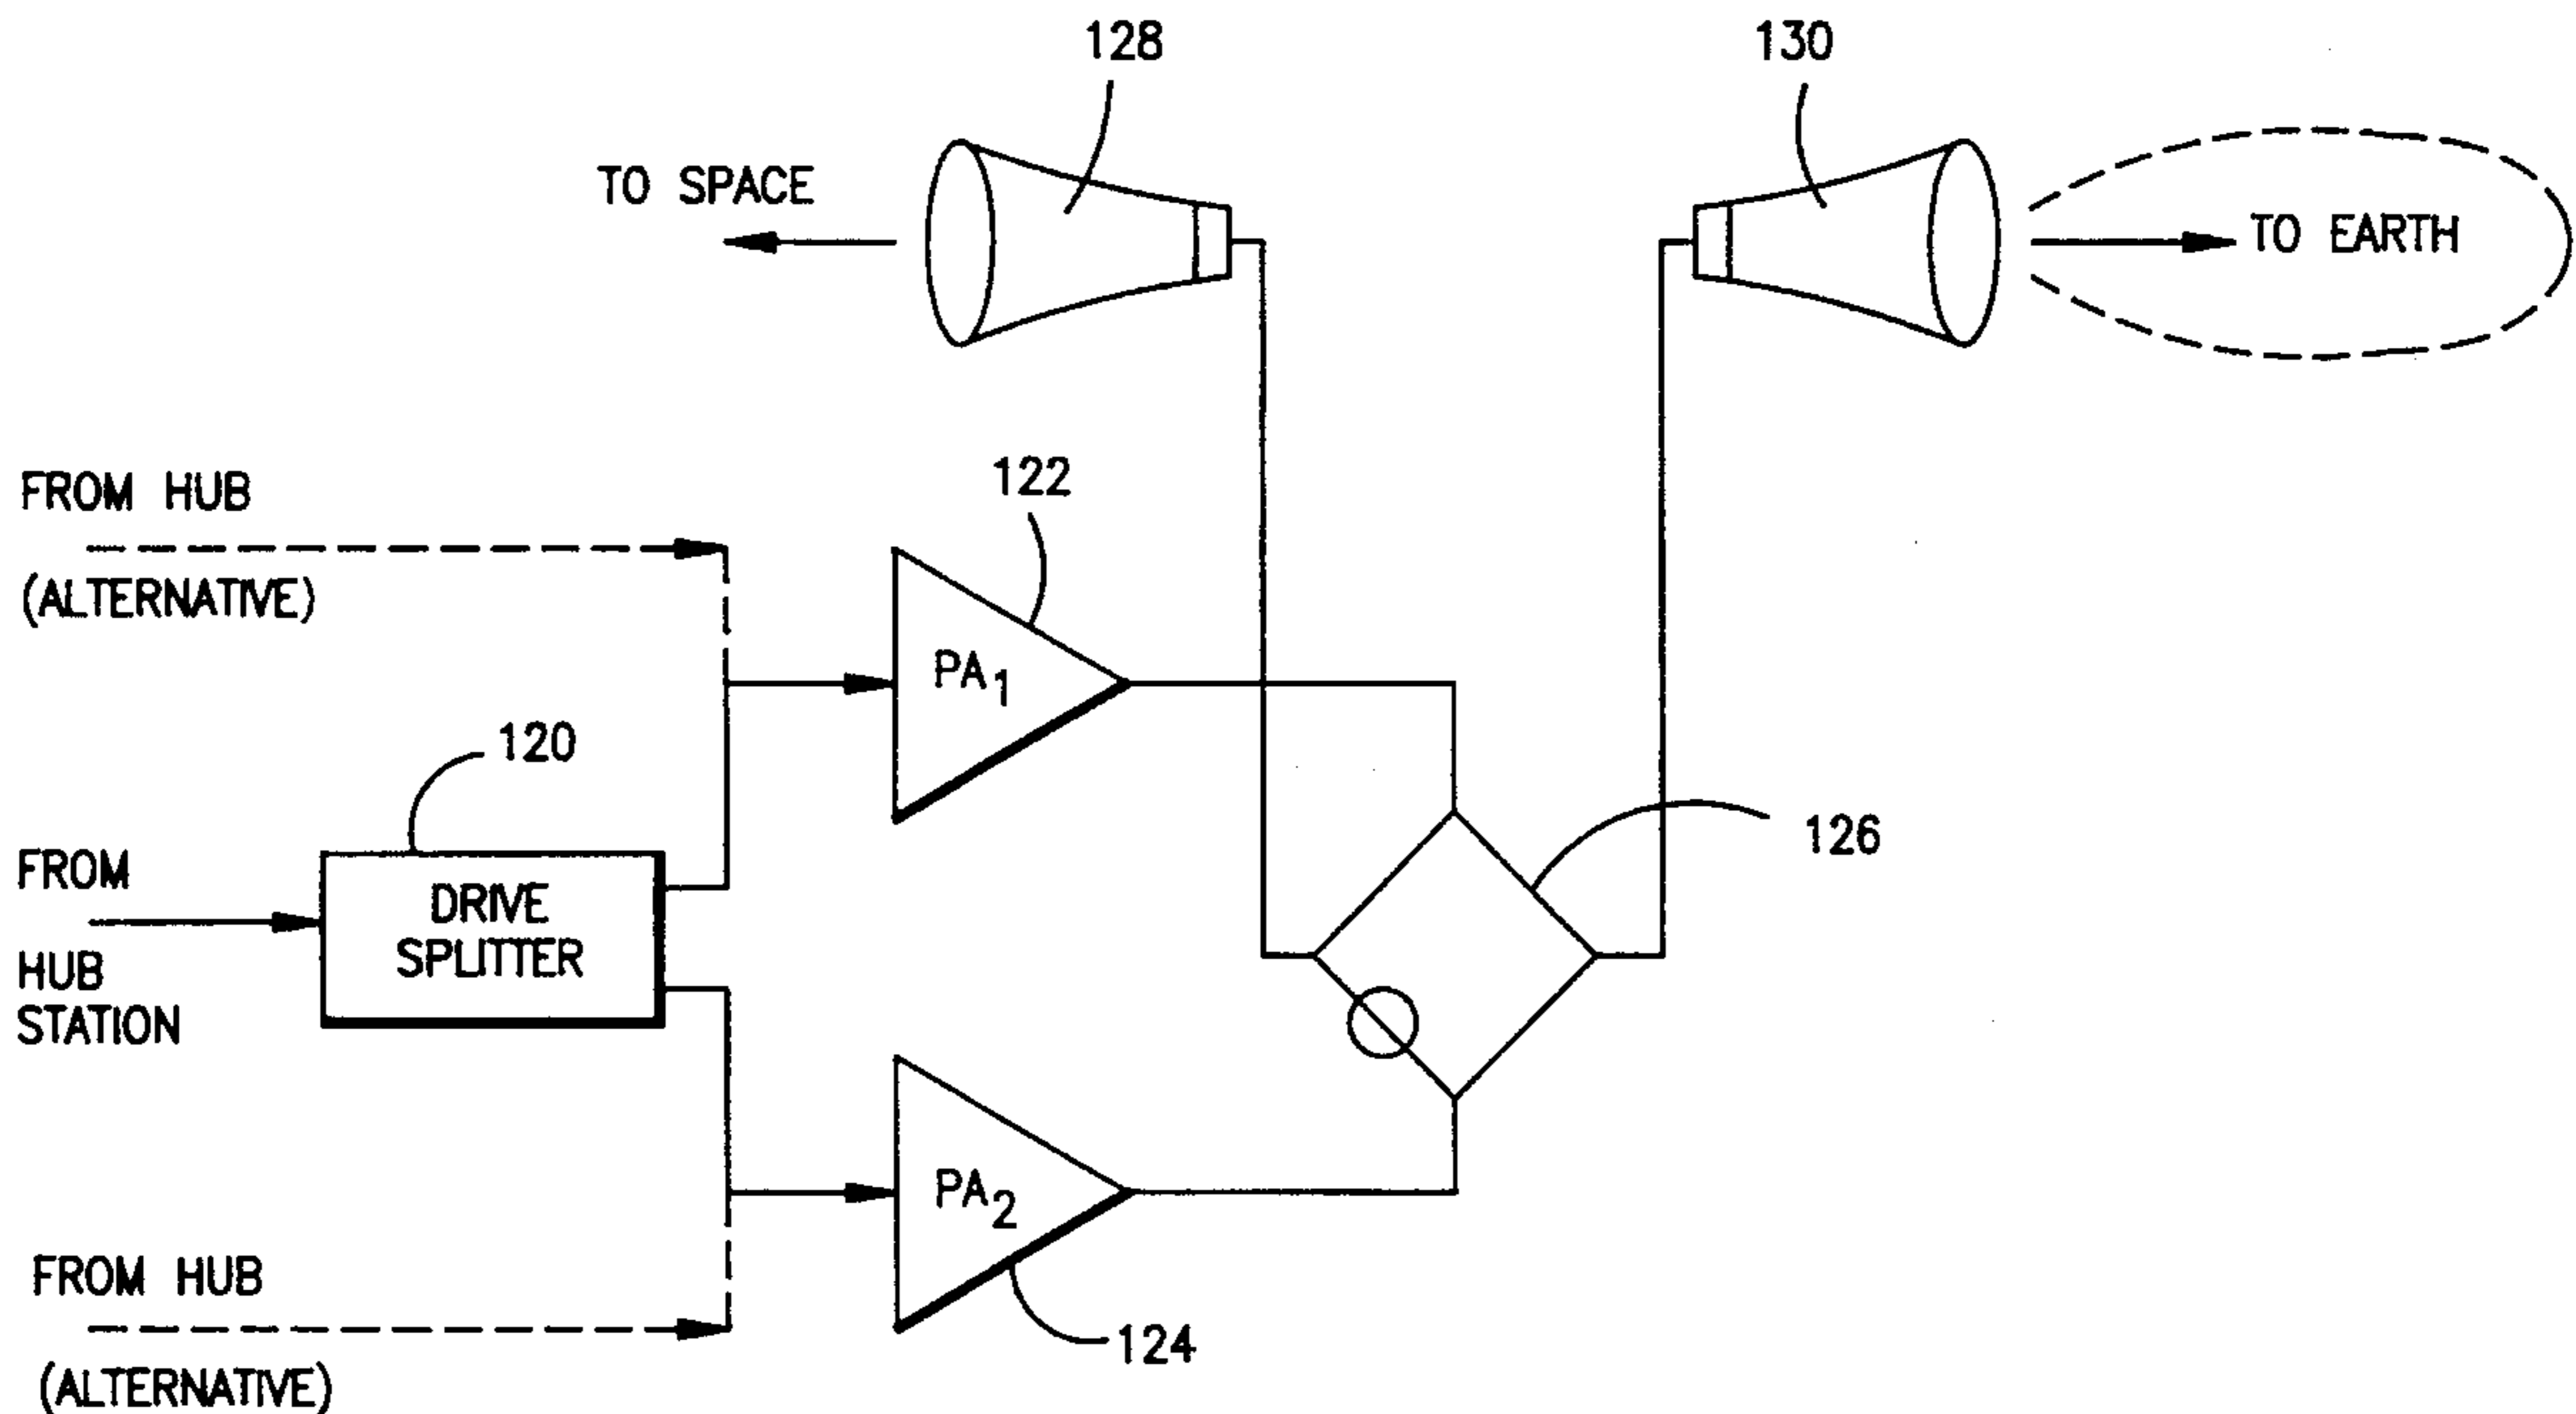 128
130
TO SPACE
TO EARTH
FROM HUB
(ALTERNATIVE)
122
PA1
120
FROM
HUB
STATION
DRIVE
SPLITTER
126
PA2
FROM HUB
(ALTERNATIVE)
124